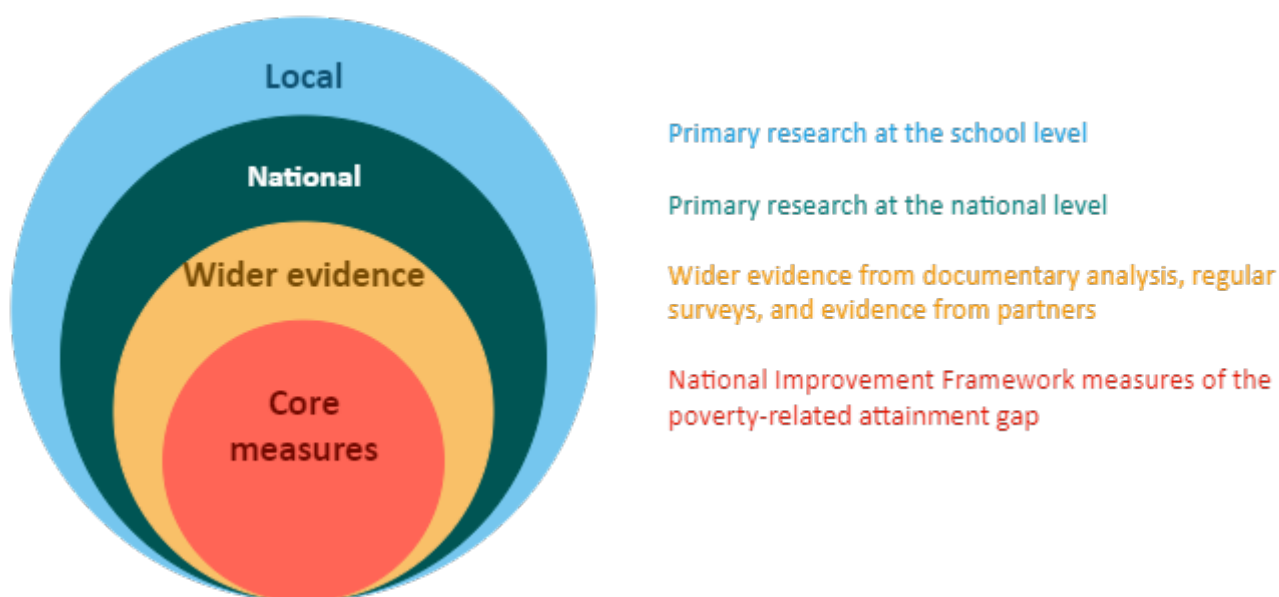 Local
National
Wider evidence
Core
measures
Primary research at the school level
Primary research at the national level
Wider evidence from documentary analysis, regular
surveys, and evidence from partners
National Improvement Framework measures of the
poverty-related attainment gap